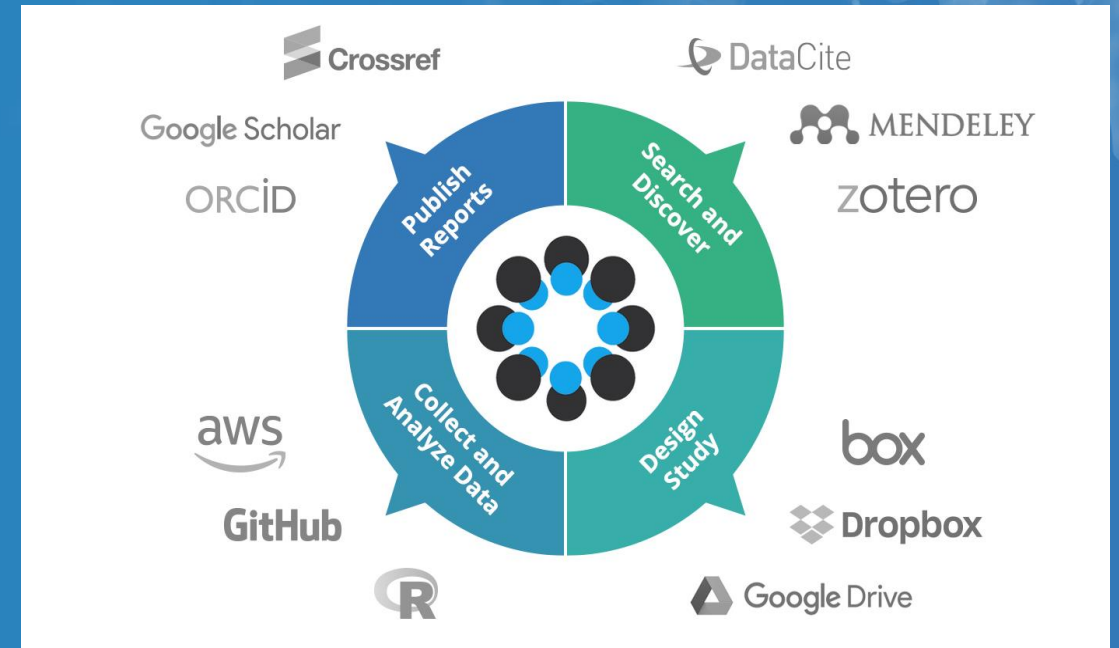 Crossref
DataCite
Google Scholar
MENDELEY
ORCID
zotero
Publish
Reports
Search and
Discover
Collect and
Analyze Data
Design
Study
aws
box
GitHub
Dropbox
R
Google Drive